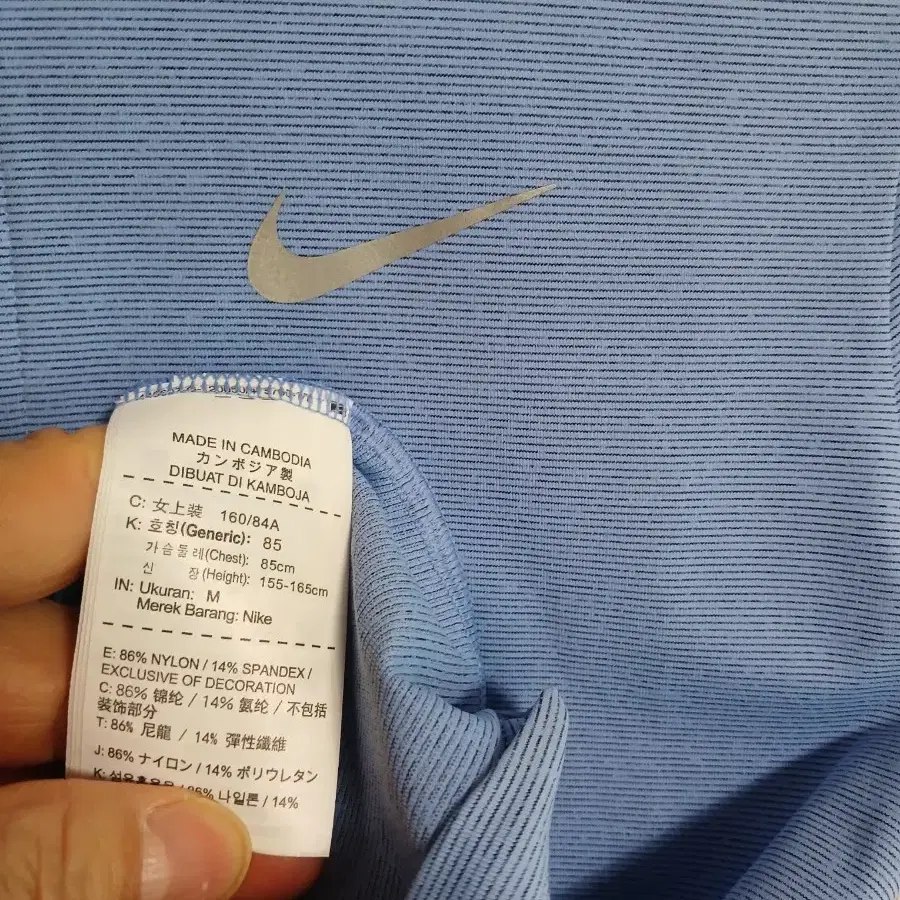 MADE IN CAMBODIA
カンボジア製
DIBUAT DI KAMBOJA
C: 女上装 160/84A
K: 호칭(Generic): 85
가슴둘레(Chest): 85cm
신 장(Height): 155-165cm
IN: Ukuran: M
Merek Barang: Nike
E: 86% NYLON / 14% SPANDEX /
EXCLUSIVE OF DECORATION
C: 86% 锦纶 / 14% 氨纶 / 不包括
装饰部分
T: 86% 尼龍 / 14% 彈性纖維
J: 86% ナイロン / 14% ポリウレタン
K: 나일론 / 14%